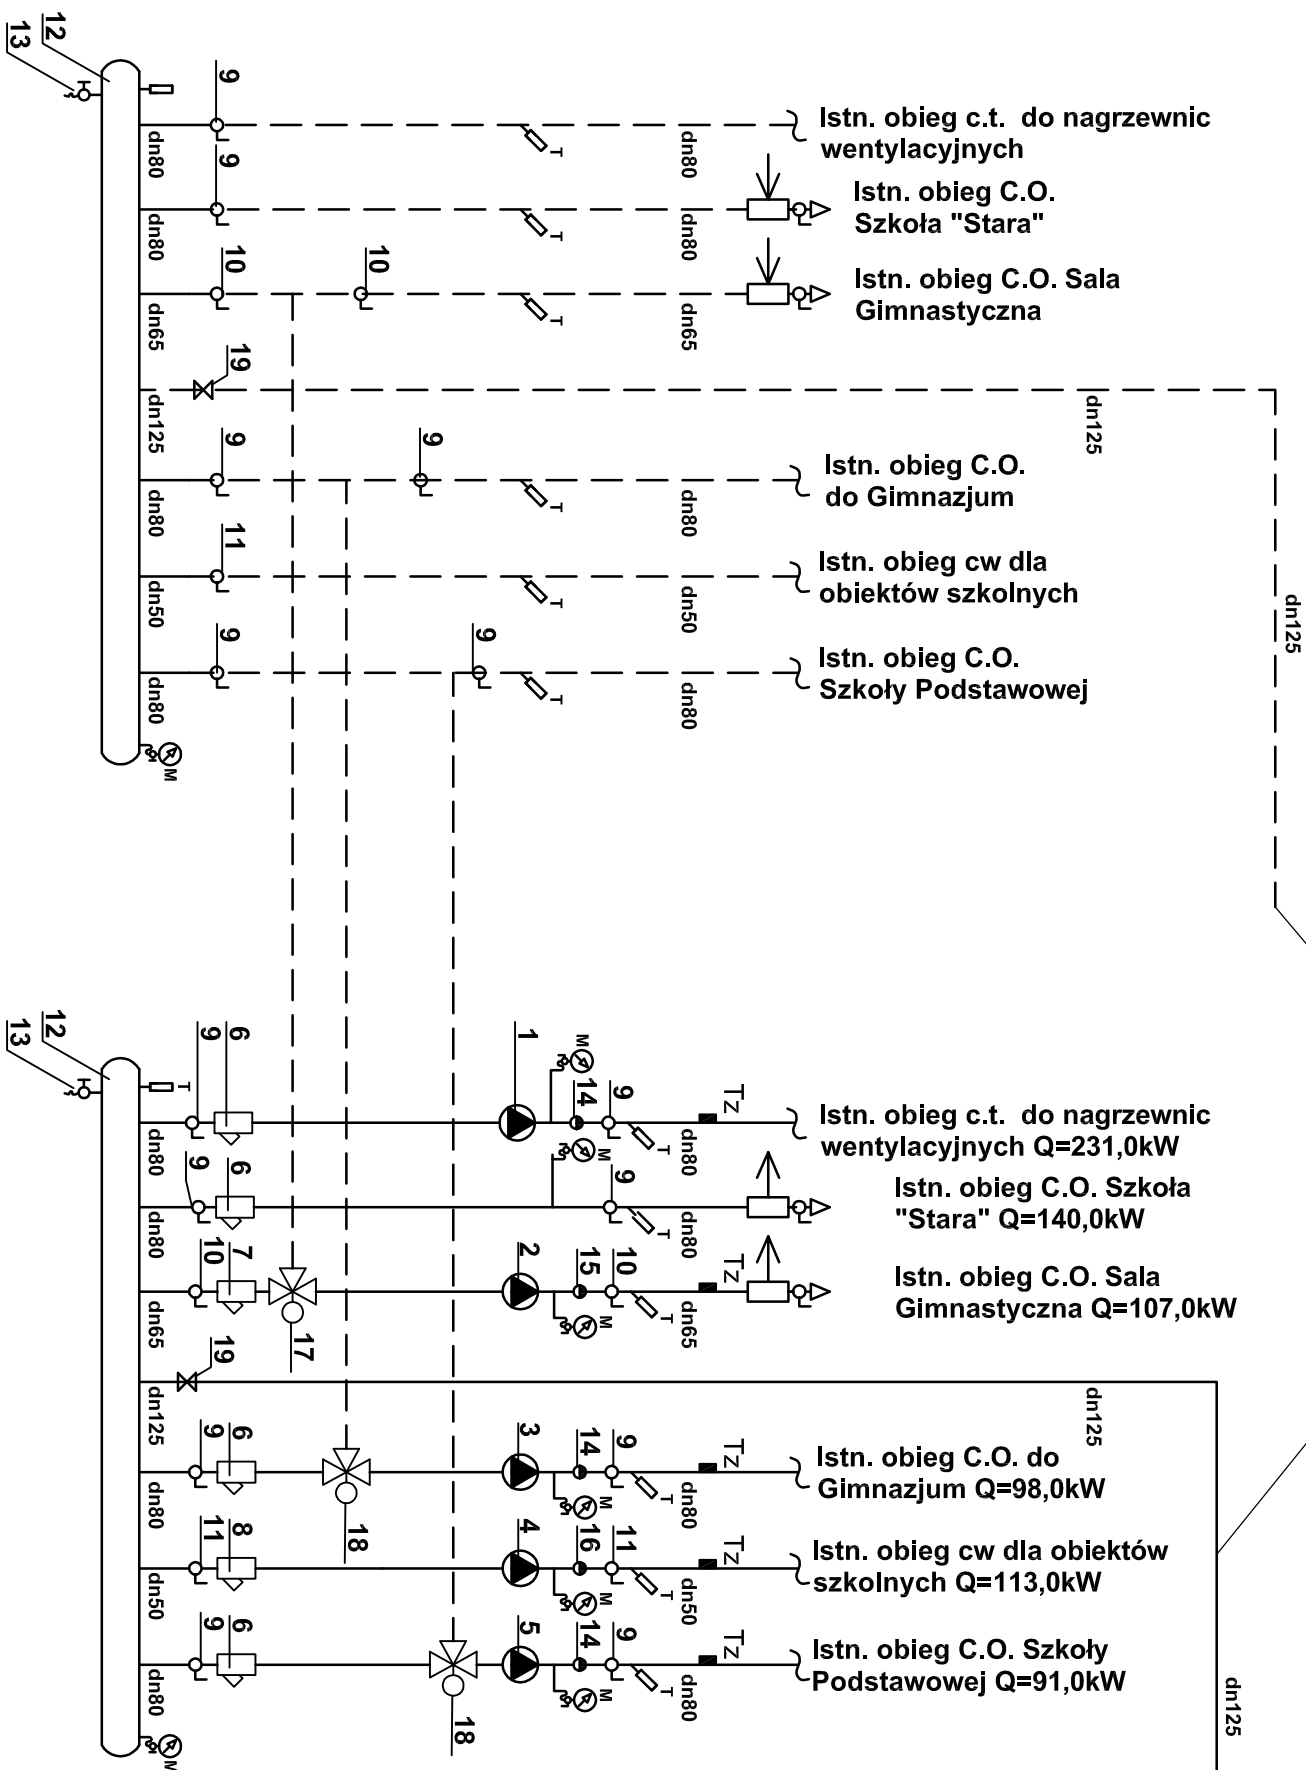 12
13
9
dn80
T
dn80
Istn. obieg c.t. do nagrzewnic
wentylacyjnych
9
dn80
T
dn80
Istn. obieg C.O.
Szkoła "Stara"
10
10
dn65
T
dn65
Istn. obieg C.O. Sala
Gimnastyczna
19
dn125
dn125
dn125
9
9
dn80
T
dn80
Istn. obieg C.O.
do Gimnazjum
11
dn50
T
dn50
Istn. obieg cw dla
obiektów szkolnych
9
9
dn80
T
dn80
Istn. obieg C.O.
Szkoły Podstawowej
M
12
13
T
9
6
1
M
14
9
Tz
dn80
T
dn80
Istn. obieg c.t. do nagrzewnic
wentylacyjnych Q=231,0kW
9
6
M
9
dn80
T
dn80
Istn. obieg C.O. Szkoła
"Stara" Q=140,0kW
10
7
2
15
10
Tz
dn65
17
M
T
dn65
Istn. obieg C.O. Sala
Gimnastyczna Q=107,0kW
19
dn125
dn125
dn125
9
6
3
14
9
Tz
dn80
18
M
T
dn80
Istn. obieg C.O. do
Gimnazjum Q=98,0kW
11
8
4
16
11
Tz
dn50
M
T
dn50
Istn. obieg cw dla obiektów
szkolnych Q=113,0kW
9
6
5
14
9
Tz
dn80
18
M
T
dn80
Istn. obieg C.O. Szkoły
Podstawowej Q=91,0kW
M